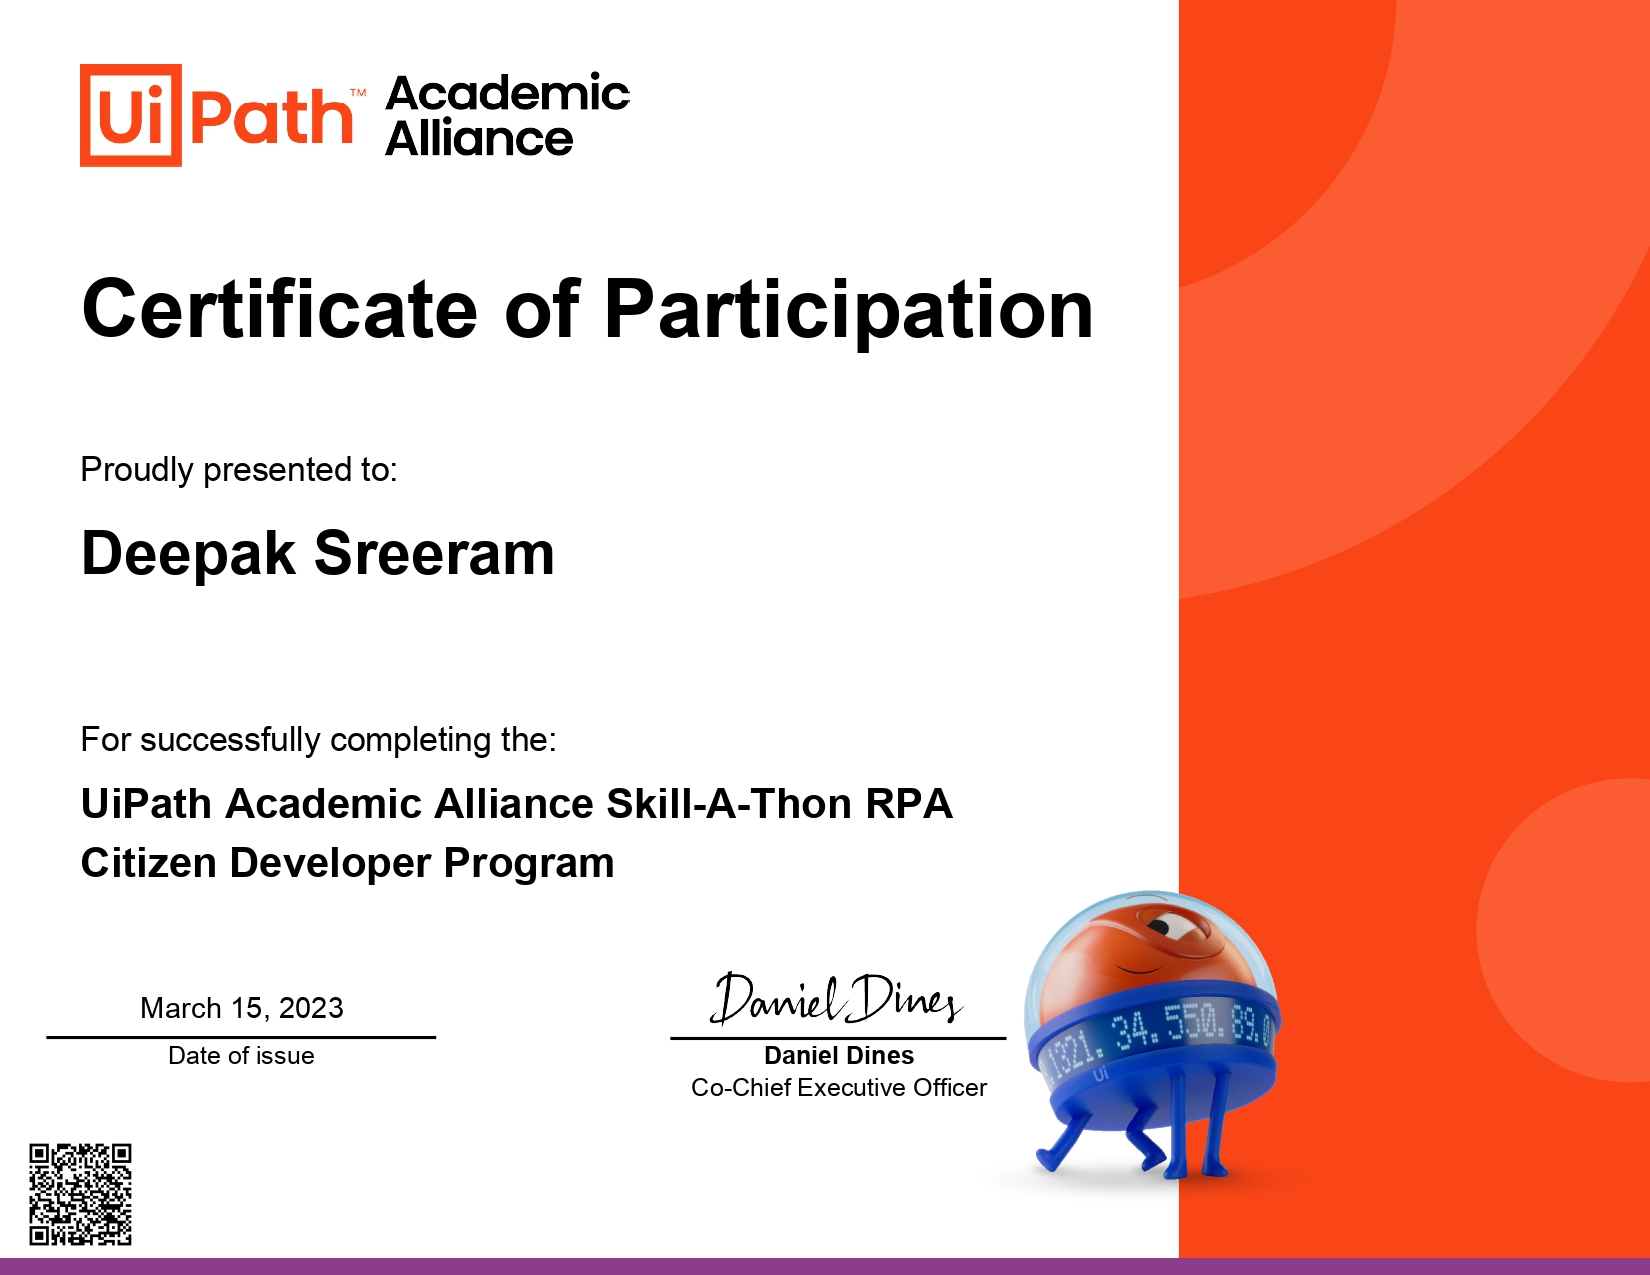 UiPath™ Academic
Alliance
Certificate of Participation
Proudly presented to:
Deepak Sreeram
For successfully completing the:
UiPath Academic Alliance Skill-A-Thon RPA
Citizen Developer Program
March 15, 2023
Date of issue
Daniel Dines
Daniel Dines
Co-Chief Executive Officer
1321. 34. 550. 89.0
Ui